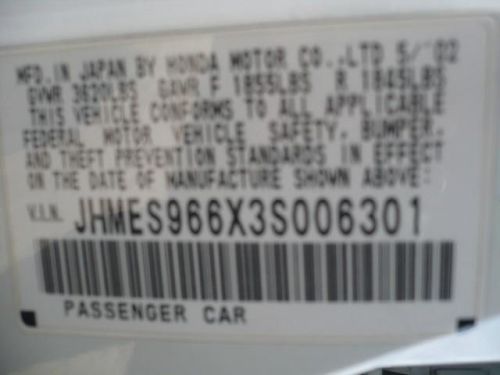 MFD. IN JAPAN BY HONDA MOTOR CO.,LTD 5/'02
GVWR 3620LBS GAVR F 1855LBS R 1845LBS
THIS VEHICLE CONFORMS TO ALL APPLICABLE
FEDERAL MOTOR VEHICLE SAFETY, BUMPER,
AND THEFT PREVENTION STANDARDS IN EFFECT
ON THE DATE OF MANUFACTURE SHOWN ABOVE:
V.I.N. JHMES966X3S006301
PASSENGER CAR